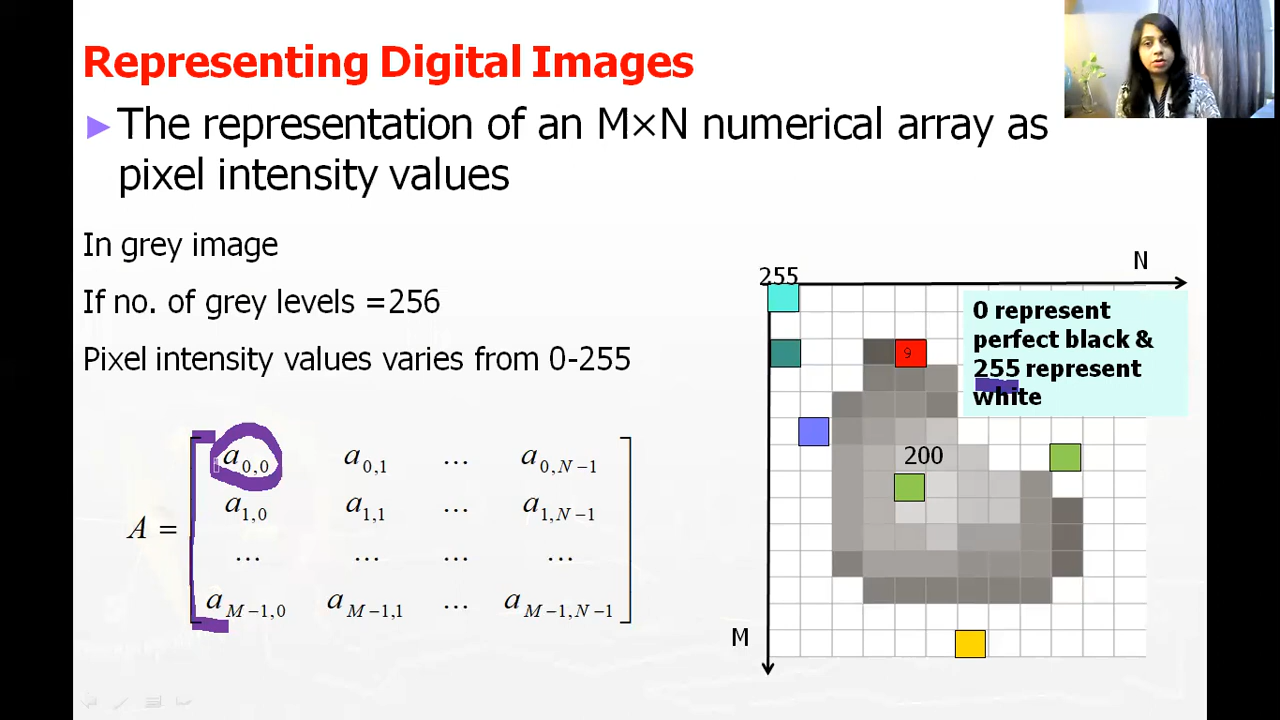 Representing Digital Images
The representation of an M×N numerical array as
pixel intensity values
In grey image
If no. of grey levels =256
Pixel intensity values varies from 0-255
A =
a0,0 a0,1 ... a0,N−1
a1,0 a1,1 ... a1,N−1
... ... ... ...
aM−1,0 aM−1,1 ... aM−1,N−1
N
255
0 represent
perfect black &
255 represent
white
9
200
M